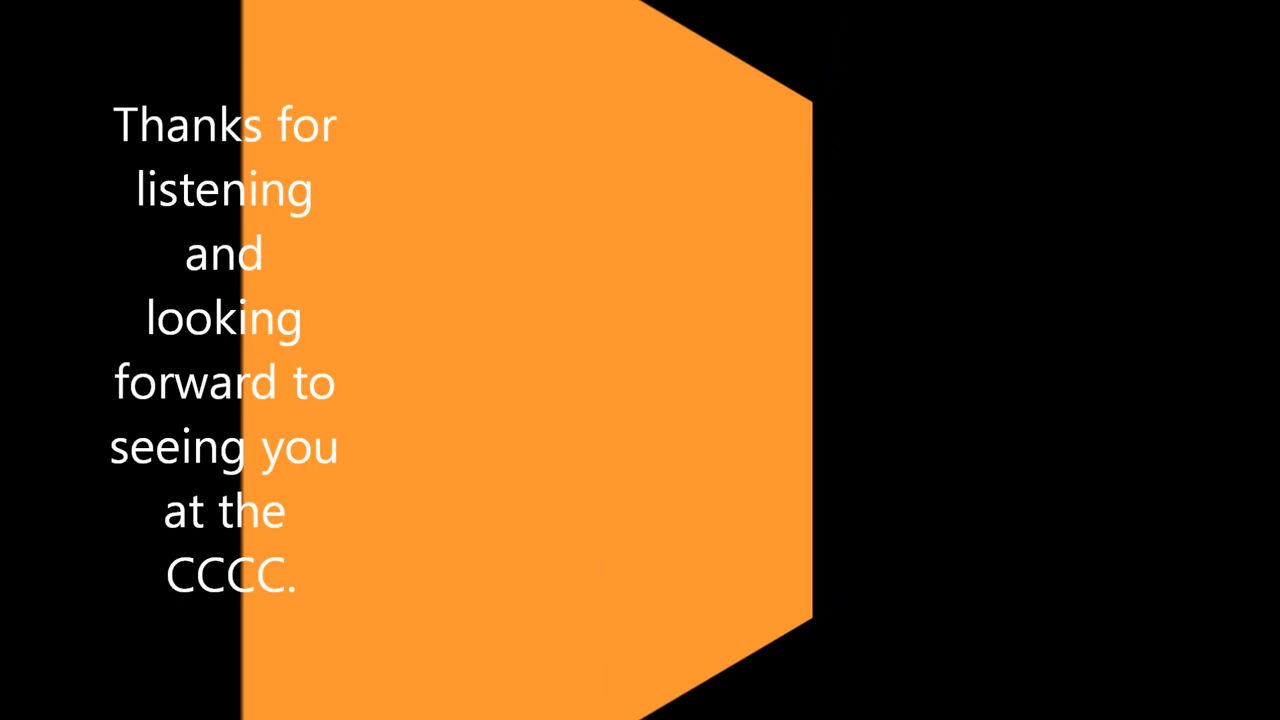 Thanks for
listening
and
looking
forward to
seeing you
at the
CCCC.